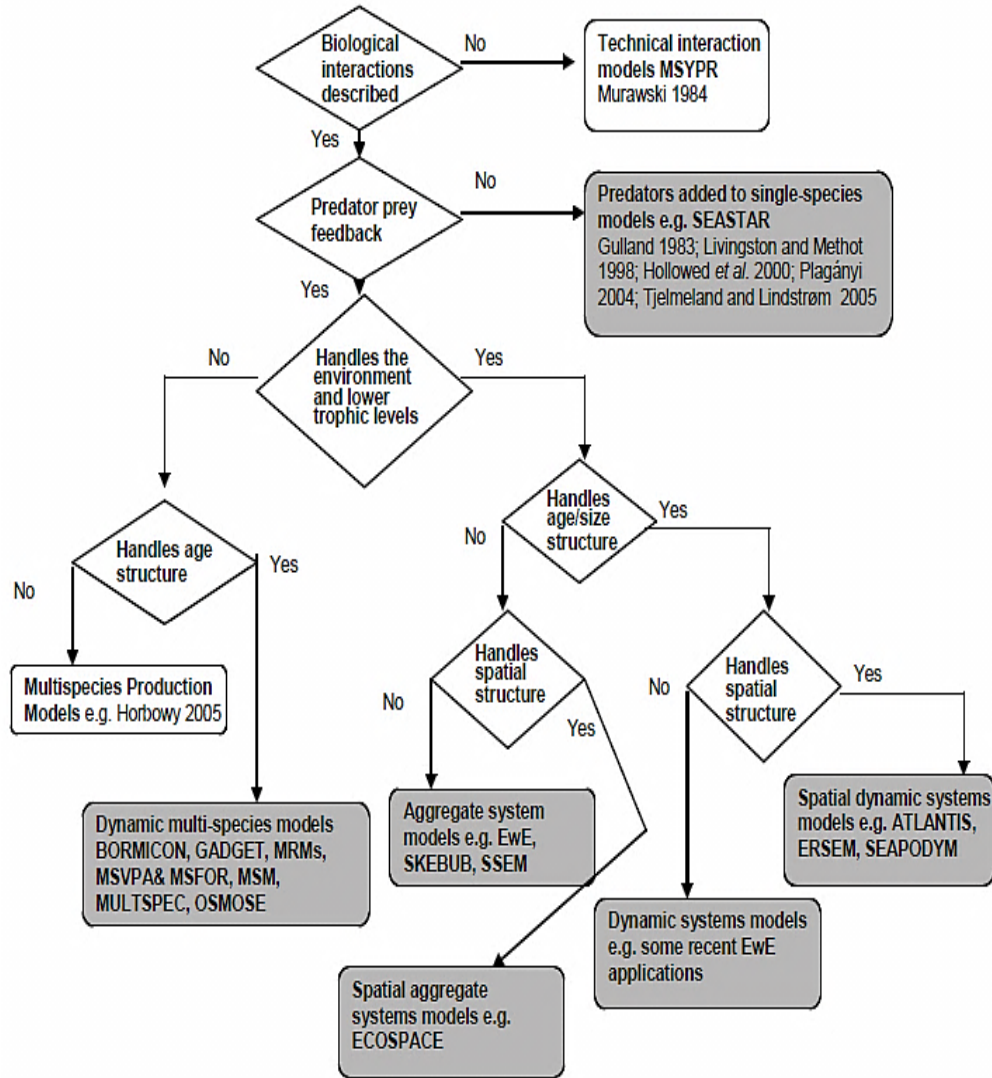 Biological
interactions
described
No
Technical interaction
models MSYPR
Murawski 1984
Yes
Predator prey
feedback
No
Predators added to single-species
models e.g. SEASTAR
Gulland 1983; Livingston and Methot
1998; Hollowed et al. 2000; Plagányi
2004; Tjelmeland and Lindstrøm 2005
Yes
No
Handles the
environment
and lower
trophic levels
Yes
Handles age
structure
No
Yes
Handles
age/size
structure
No
Yes
Multispecies Production
Models e.g. Horbowy 2005
Handles
spatial
structure
No
Yes
Handles
spatial
structure
No
Yes
Dynamic multi-species models
BORMICON, GADGET, MRMs,
MSVPA& MSFOR, MSM,
MULTSPEC, OSMOSE
Aggregate system
models e.g. EwE,
SKEBUB, SSEM
Spatial dynamic systems
models e.g. ATLANTIS,
ERSEM, SEAPODYM
Dynamic systems models
e.g. some recent EwE
applications
Spatial aggregate
systems models e.g.
ECOSPACE